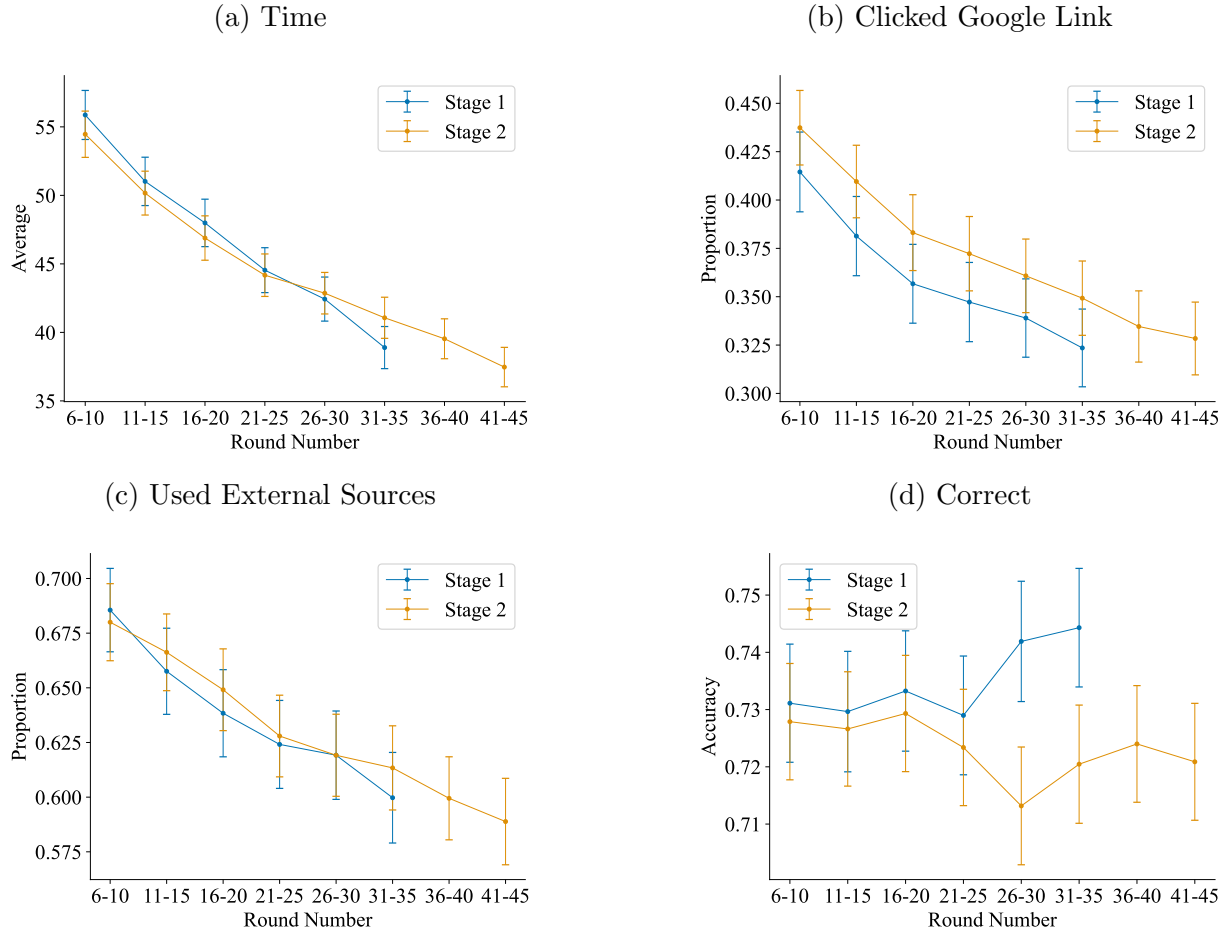 (a) Time
Average
55
50
45
40
35
Stage 1
Stage 2
6-10 11-15 16-20 21-25 26-30 31-35 36-40 41-45
Round Number
(b) Clicked Google Link
Proportion
0.450
0.425
0.400
0.375
0.350
0.325
0.300
Stage 1
Stage 2
6-10 11-15 16-20 21-25 26-30 31-35 36-40 41-45
Round Number
(c) Used External Sources
Proportion
0.700
0.675
0.650
0.625
0.600
0.575
Stage 1
Stage 2
6-10 11-15 16-20 21-25 26-30 31-35 36-40 41-45
Round Number
(d) Correct
Accuracy
0.75
0.74
0.73
0.72
0.71
Stage 1
Stage 2
6-10 11-15 16-20 21-25 26-30 31-35 36-40 41-45
Round Number